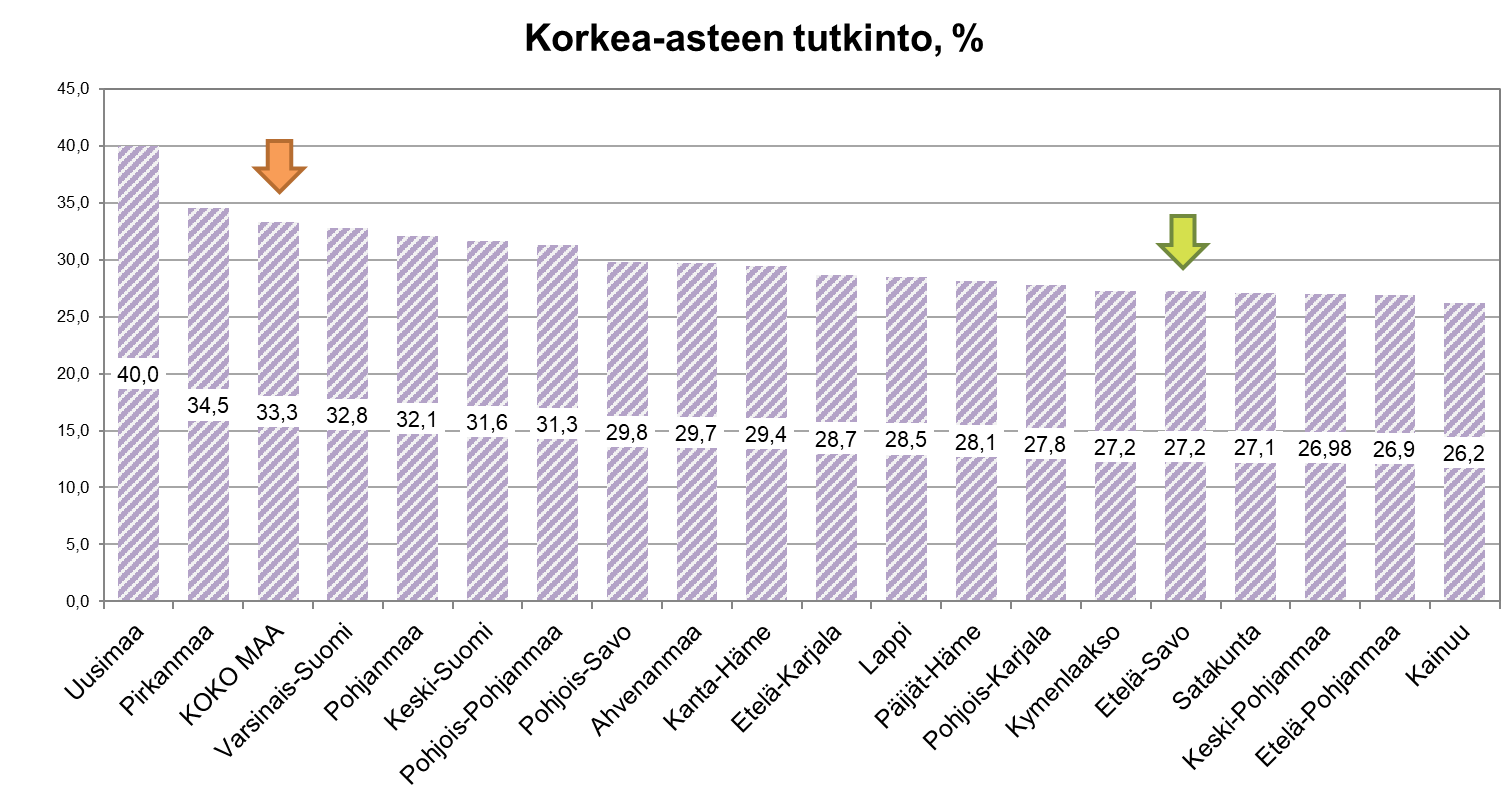 Korkea-asteen tutkinto, %
45,0
40,0
35,0
30,0
25,0
20,0
15,0
10,0
5,0
0,0
40,0
34,5
33,3
32,8
32,1
31,6
31,3
29,8
29,7
29,4
28,7
28,5
28,1
27,8
27,2
27,2
27,1
26,98
26,9
26,2
Uusimaa
Pirkanmaa
KOKO MAA
Varsinais-Suomi
Pohjanmaa
Keski-Suomi
Pohjois-Pohjanmaa
Pohjois-Savo
Ahvenanmaa
Kanta-Häme
Etelä-Karjala
Lappi
Päijät-Häme
Pohjois-Karjala
Kymenlaakso
Etelä-Savo
Satakunta
Keski-Pohjanmaa
Etelä-Pohjanmaa
Kainuu